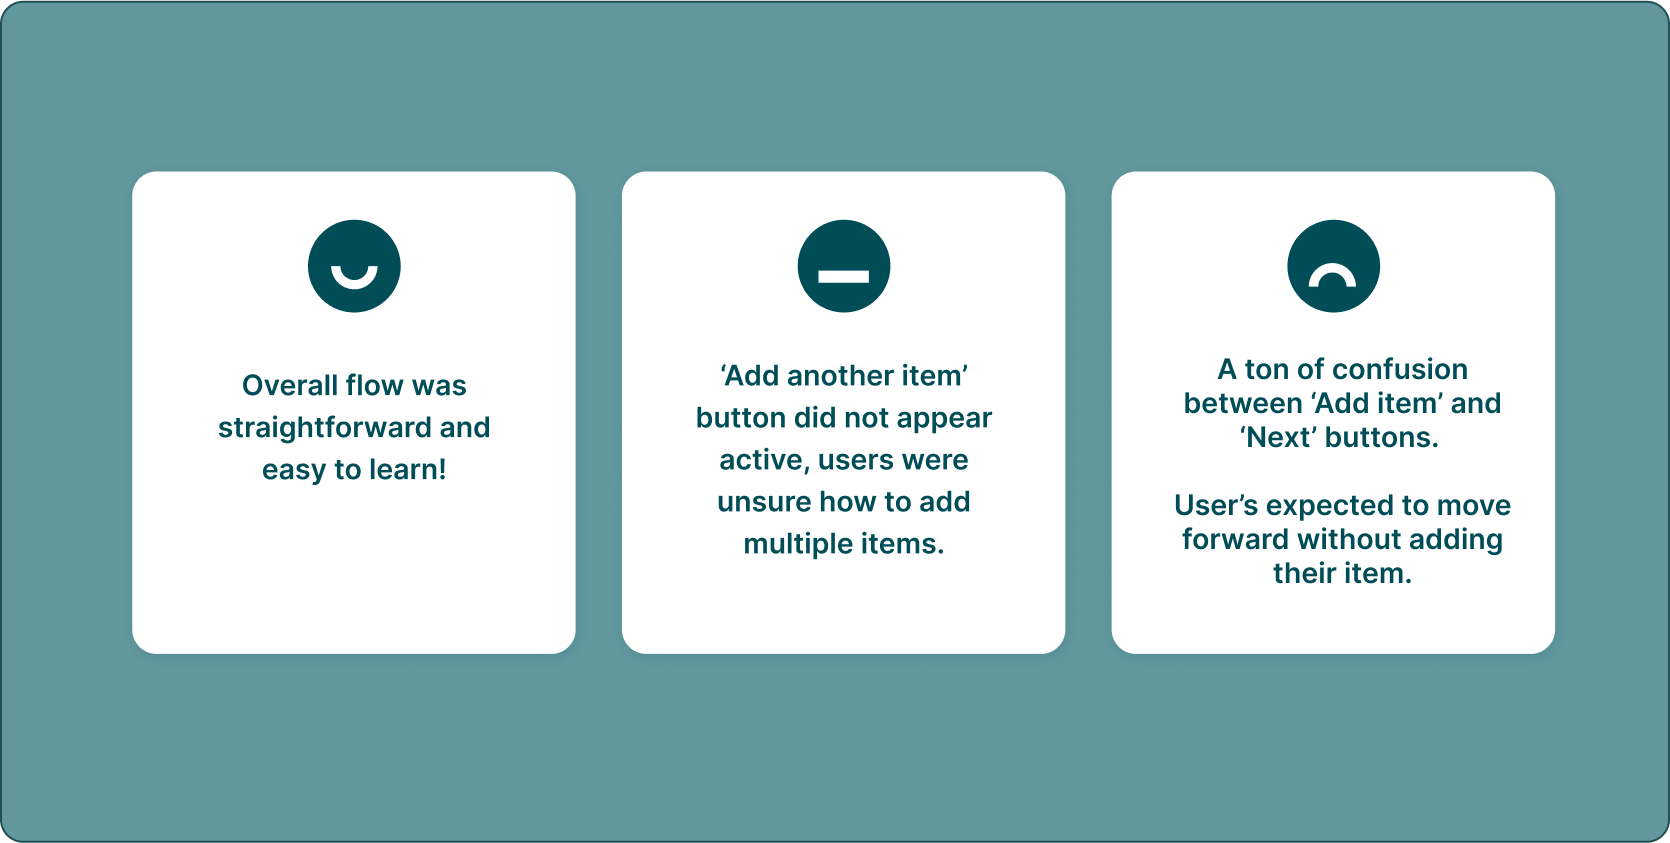 Overall flow was
straightforward and
easy to learn!
‘Add another item’
button did not appear
active, users were
unsure how to add
multiple items.
A ton of confusion
between ‘Add item’ and
‘Next’ buttons.
User’s expected to move
forward without adding
their item.